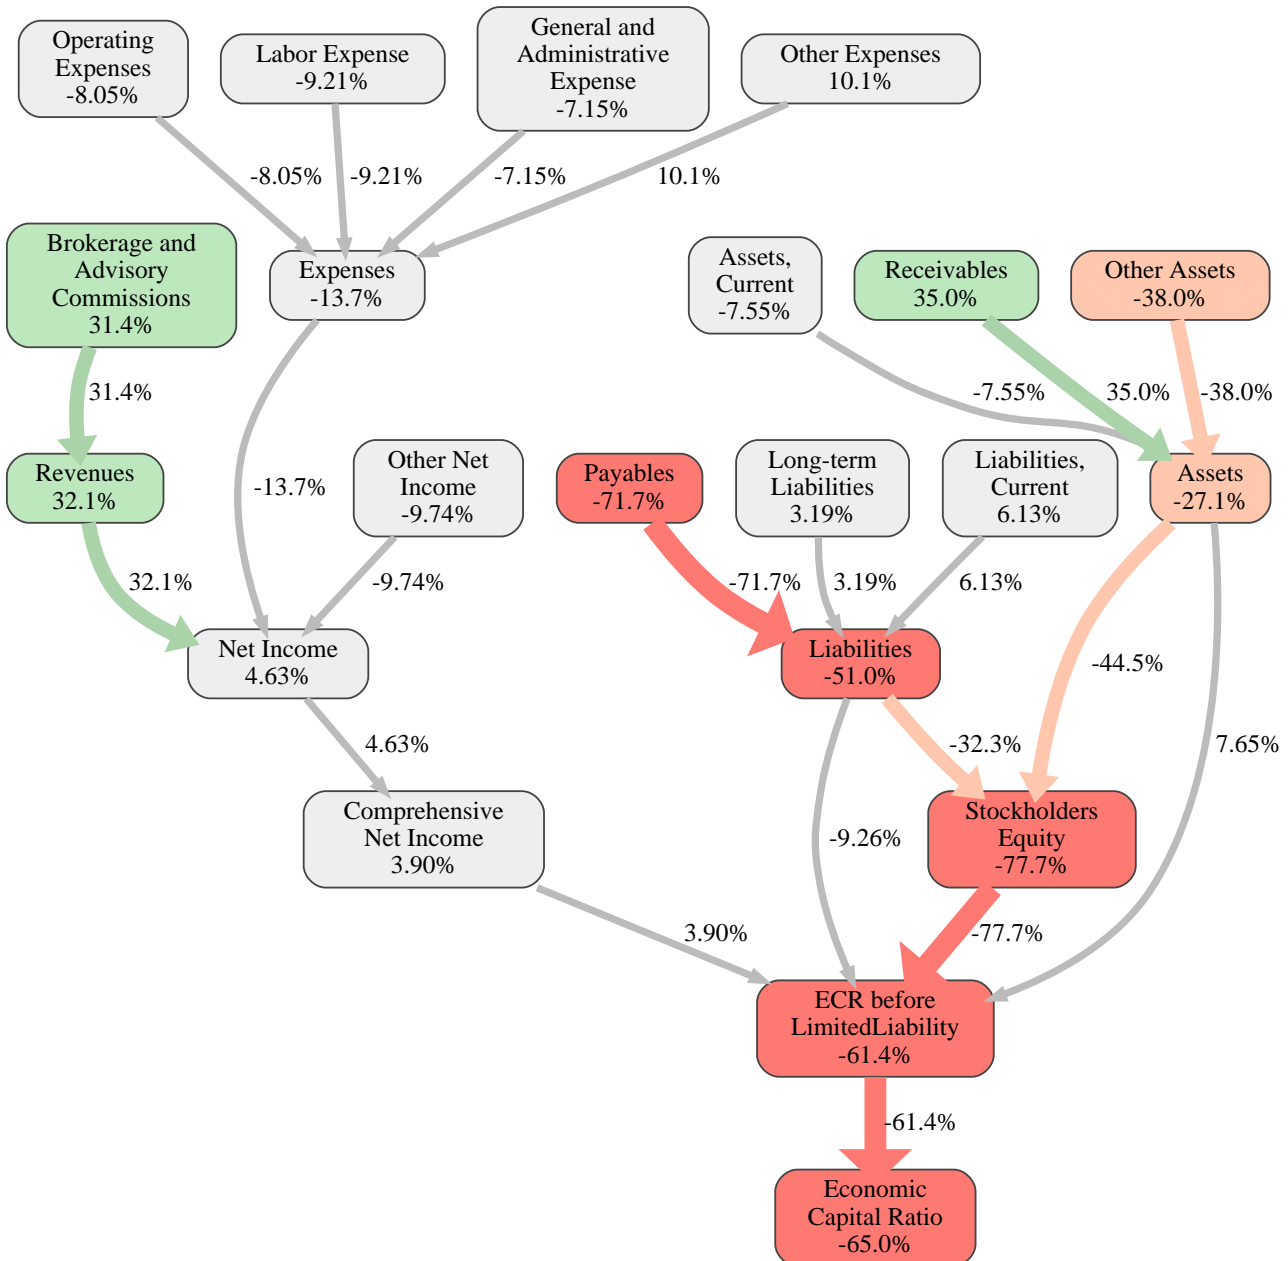 Operating
Expenses
-8.05%
Labor Expense
-9.21%
General and
Administrative
Expense
-7.15%
Other Expenses
10.1%
-8.05%
-9.21%
-7.15%
10.1%
Brokerage and
Advisory
Commissions
31.4%
Expenses
-13.7%
Assets,
Current
-7.55%
Receivables
35.0%
Other Assets
-38.0%
31.4%
-7.55%
35.0%
-38.0%
Revenues
32.1%
-13.7%
Other Net
Income
-9.74%
Payables
-71.7%
Long-term
Liabilities
3.19%
Liabilities,
Current
6.13%
Assets
-27.1%
32.1%
-9.74%
-71.7%
3.19%
6.13%
Net Income
4.63%
Liabilities
-51.0%
-44.5%
4.63%
-32.3%
7.65%
Comprehensive
Net Income
3.90%
-9.26%
Stockholders
Equity
-77.7%
3.90%
-77.7%
ECR before
LimitedLiability
-61.4%
-61.4%
Economic
Capital Ratio
-65.0%